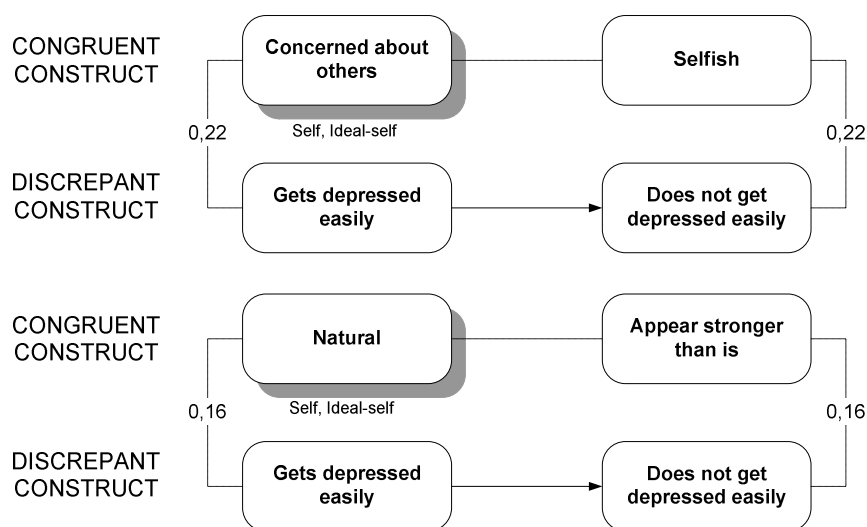 CONGRUENT
CONSTRUCT
Concerned about
others
Selfish
Self, Ideal-self
0,22
0,22
DISCREPANT
CONSTRUCT
Gets depressed
easily
Does not get
depressed easily
CONGRUENT
CONSTRUCT
Natural
Appear stronger
than is
Self, Ideal-self
0,16
0,16
DISCREPANT
CONSTRUCT
Gets depressed
easily
Does not get
depressed easily